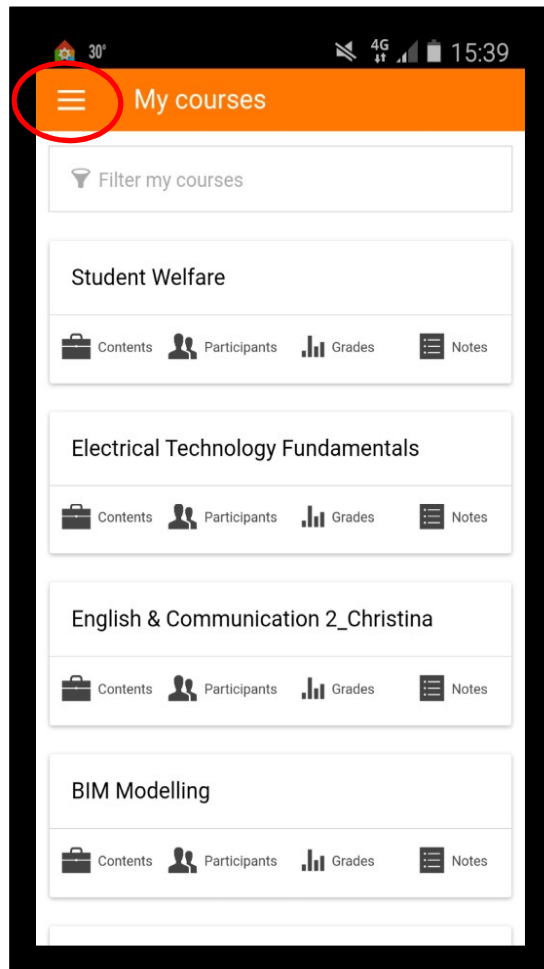 30° 4G 15:39
My courses
Filter my courses
Student Welfare
Contents Participants Grades Notes
Electrical Technology Fundamentals
Contents Participants Grades Notes
English & Communication 2_Christina
Contents Participants Grades Notes
BIM Modelling
Contents Participants Grades Notes